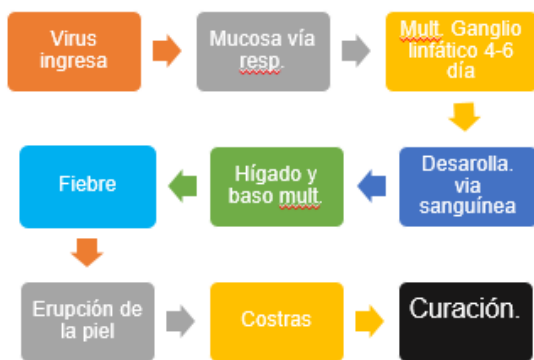 Virus
ingresa
Mucosa vía
resp.
Mult. Ganglio
linfático 4-6
día
Desarolla.
via
sanguínea
Hígado y
baso mult.
Fiebre
Erupción de
la piel
Costras
Curación.